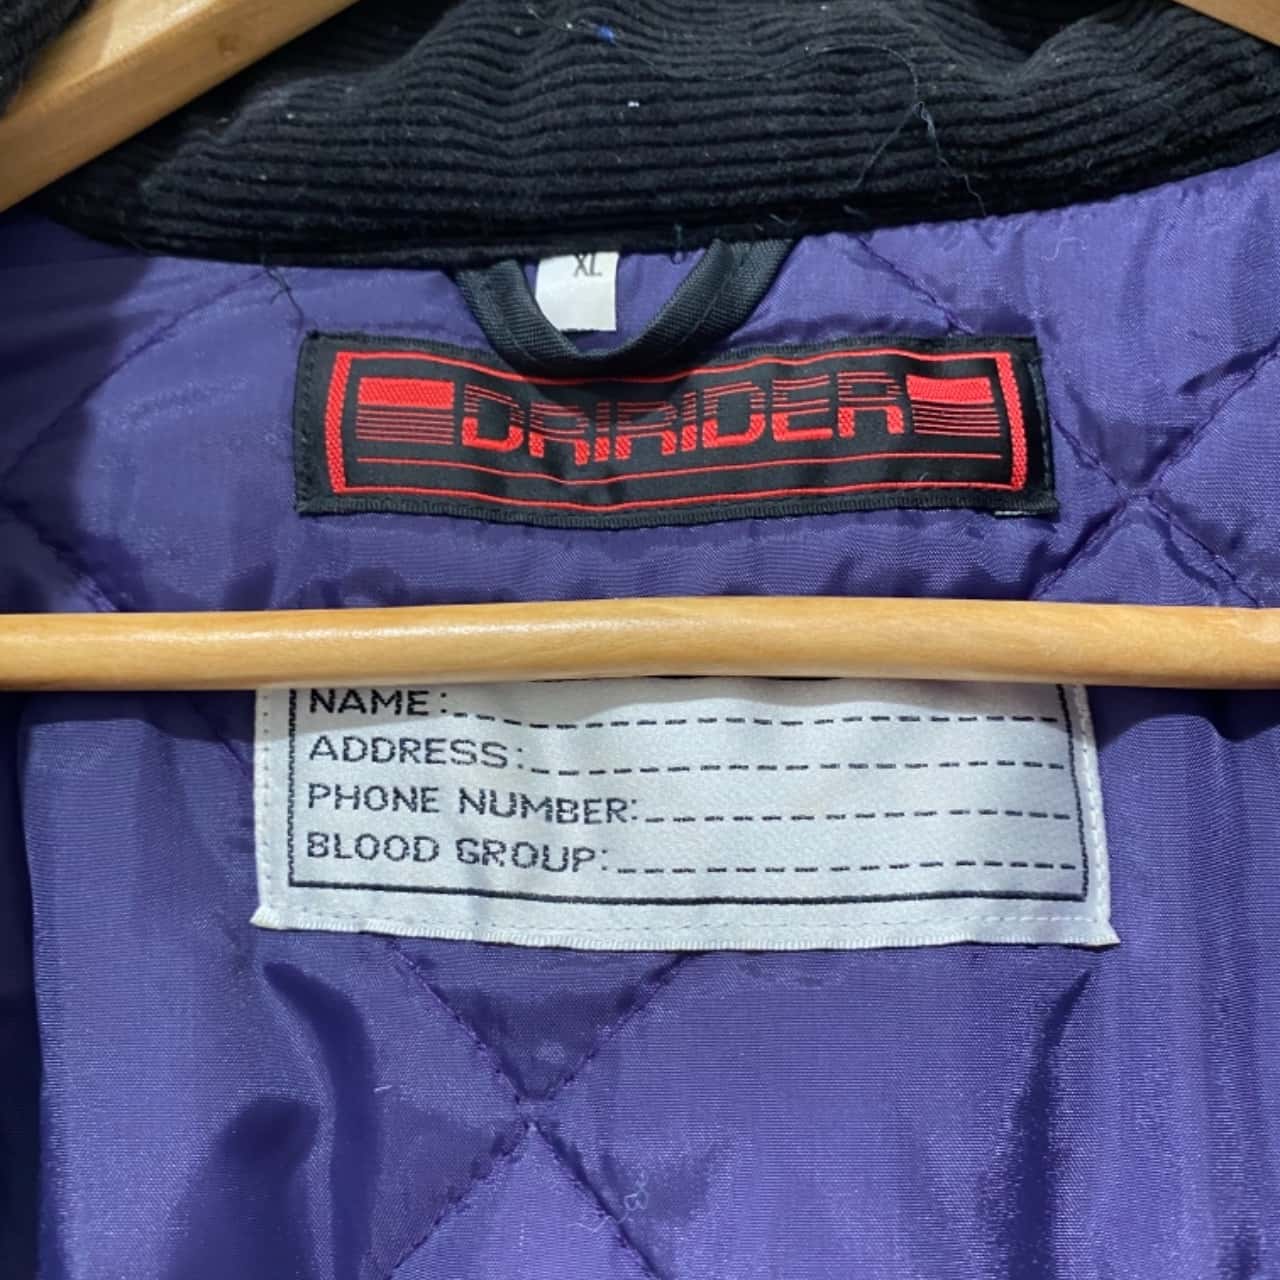 XL
DRIRIDER
NAME:
ADDRESS:
PHONE NUMBER:
BLOOD GROUP: